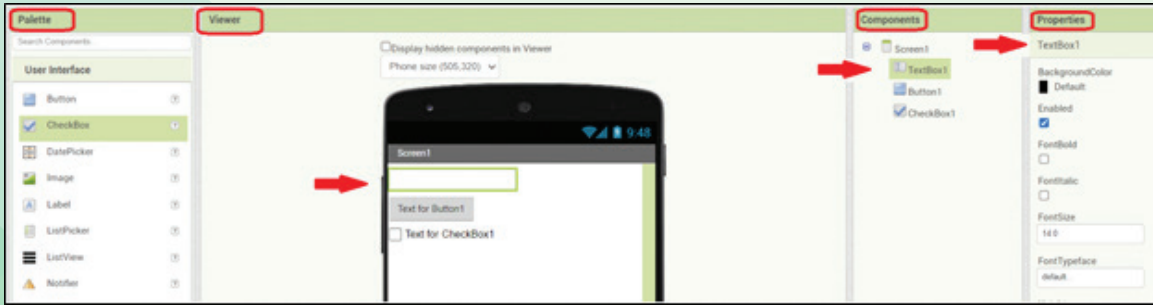 Palette
Search Components...
User Interface
Button
CheckBox
DatePicker
Image
Label
ListPicker
ListView
Notifier
Viewer
Display hidden components in Viewer
Phone size (505,320)
9:48
Screen1
Text for Button1
Text for CheckBox1
Components
Screen1
TextBox1
Button1
CheckBox1
Properties
TextBox1
BackgroundColor
Default
Enabled
FontBold
FontItalic
FontSize
14.0
FontTypeface
default